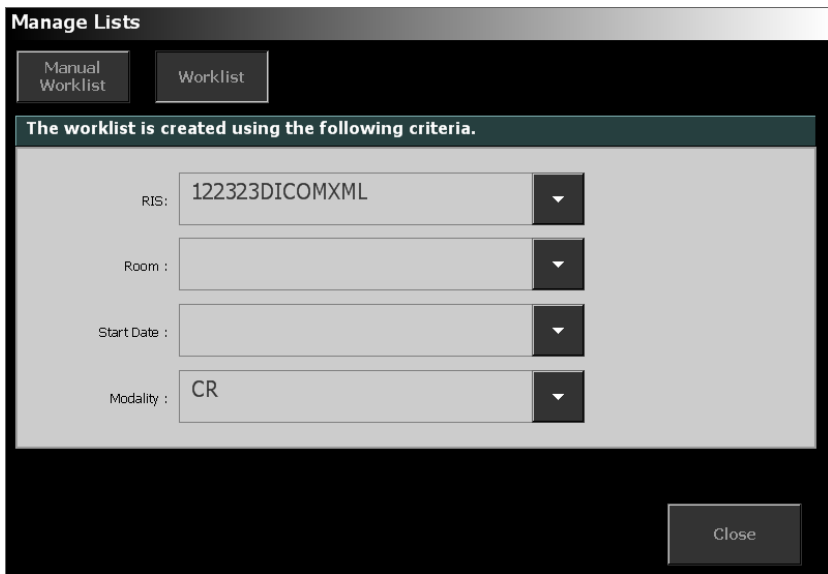 Manage Lists
Manual
Worklist
Worklist
The worklist is created using the following criteria.
RIS: 122323DICOMXML
Room :
Start Date :
Modality : CR
Close